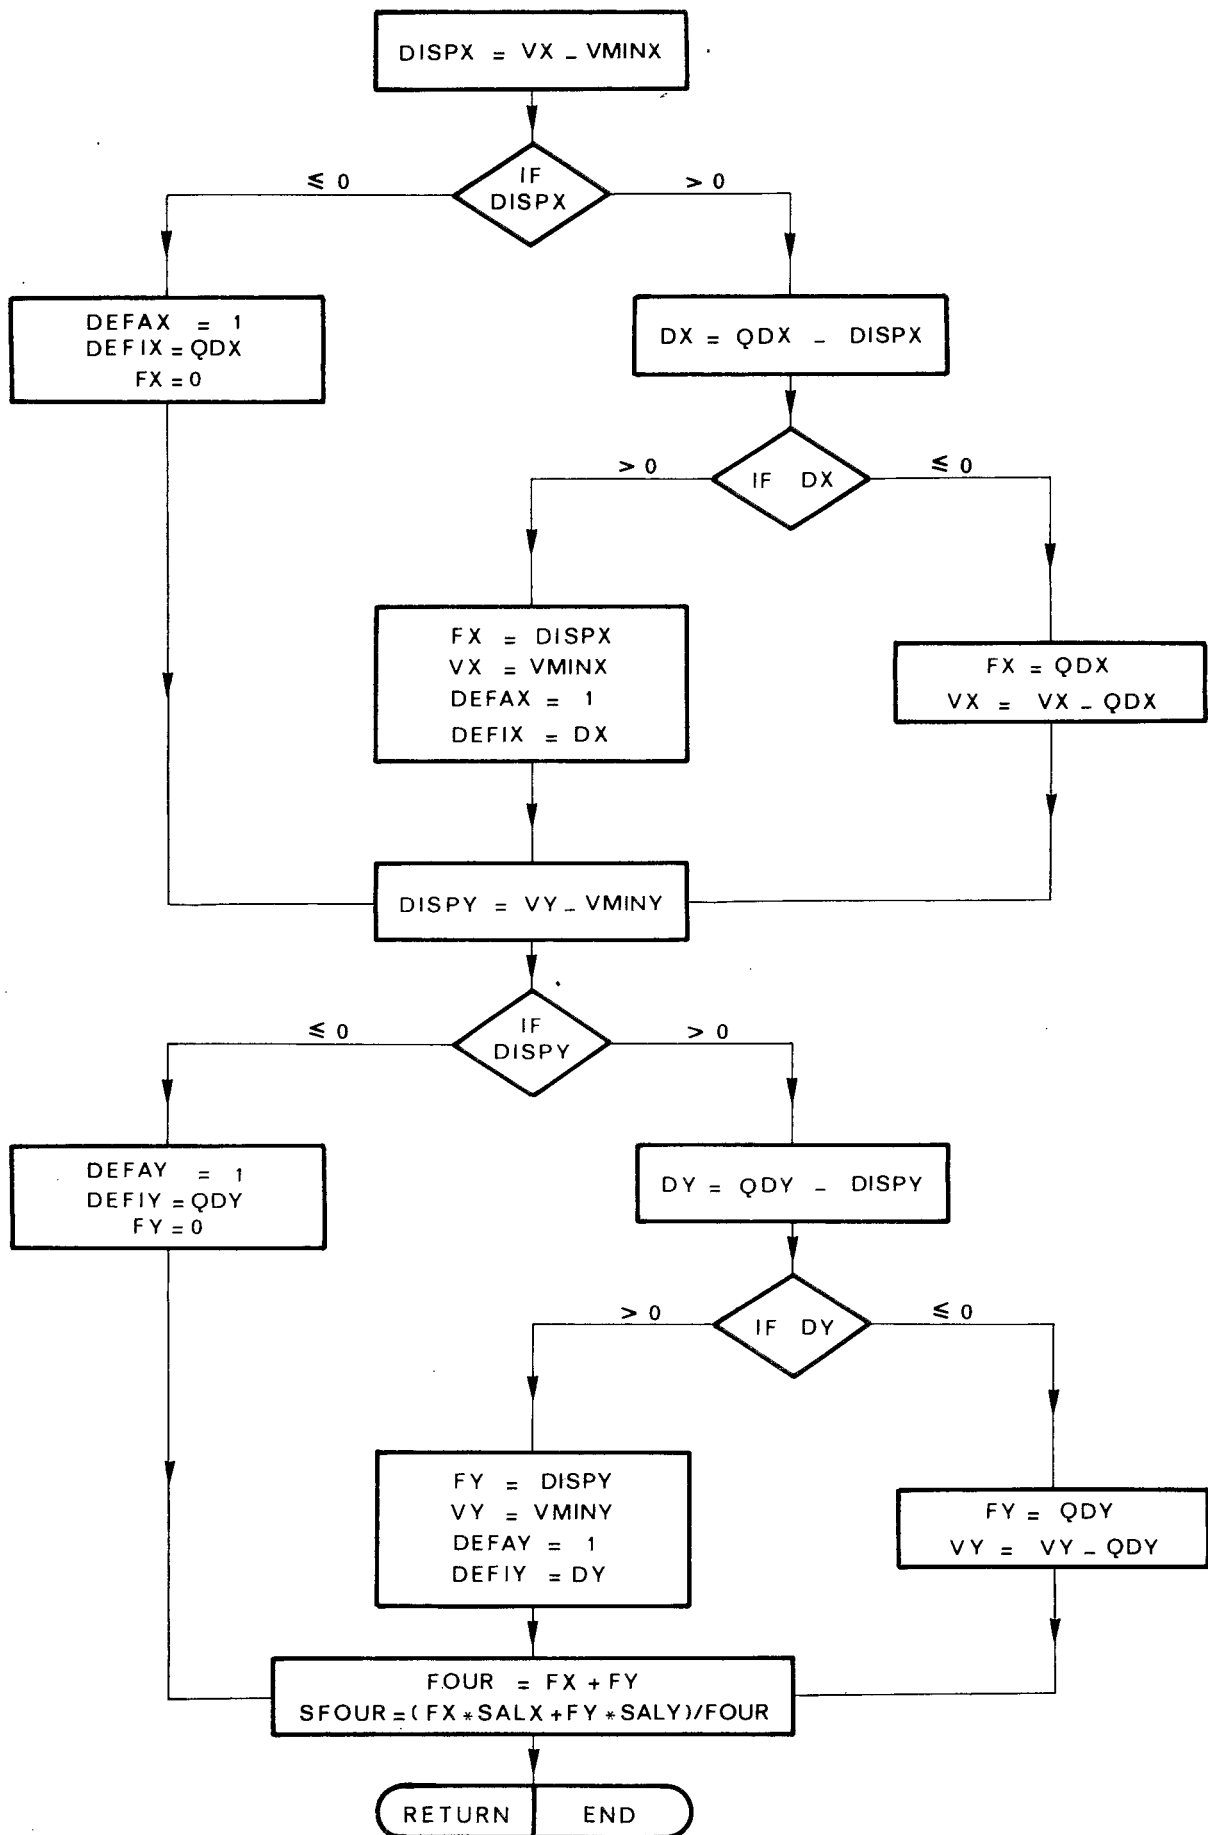 DISPX = VX - VMINX
IF
DISPX
≤ 0
> 0
DEFAX = 1
DEFIX = QDX
FX = 0
DX = QDX - DISPX
IF DX
> 0
≤ 0
FX = DISPX
VX = VMINX
DEFAX = 1
DEFIX = DX
FX = QDX
VX = VX - QDX
DISPY = VY - VMINY
IF
DISPY
≤ 0
> 0
DEFAY = 1
DEFIY = QDY
FY = 0
DY = QDY - DISPY
IF DY
> 0
≤ 0
FY = DISPY
VY = VMINY
DEFAY = 1
DEFIY = DY
FY = QDY
VY = VY - QDY
FOUR = FX + FY
SFOUR = (FX * SALX + FY * SALY) / FOUR
RETURN END